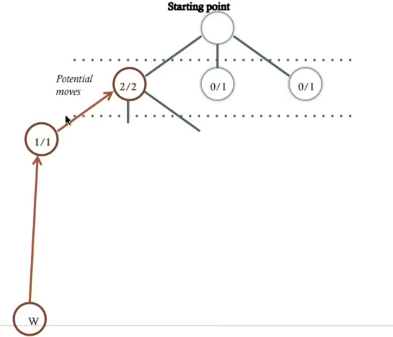 Starting point
Potential
moves
2/2
0/1
0/1
1/1
W